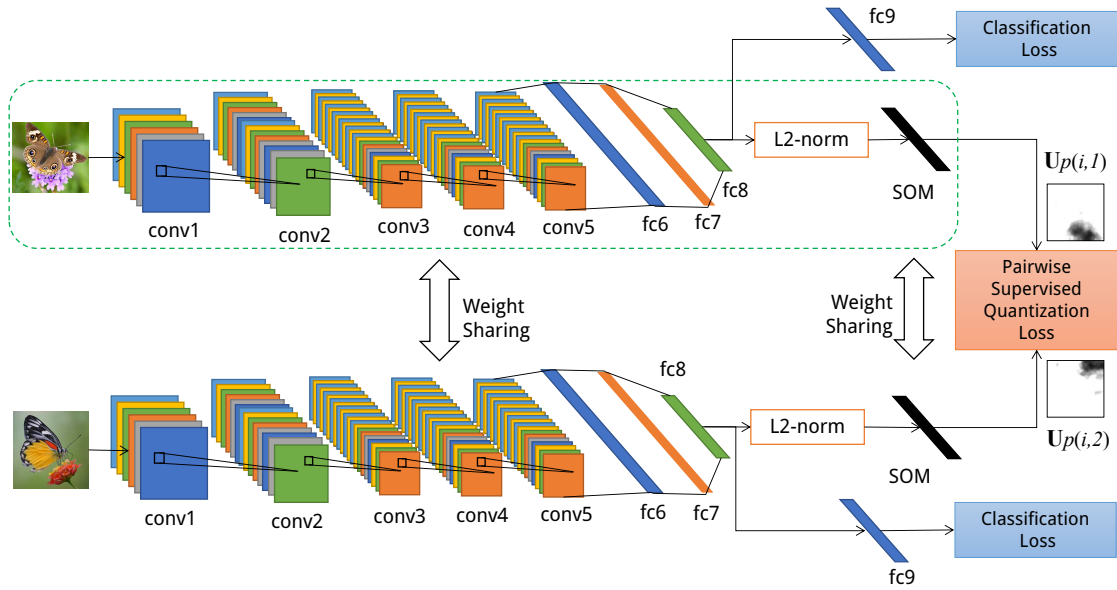 fc9
Classification
Loss
L2-norm
fc8
SOM
Up(i,1)
conv1
conv2
conv3
conv4
conv5
fc6
fc7
Weight
Sharing
Weight
Sharing
Pairwise
Supervised
Quantization
Loss
fc8
L2-norm
Up(i,2)
SOM
conv1
conv2
conv3
conv4
conv5
fc6
fc7
fc9
Classification
Loss